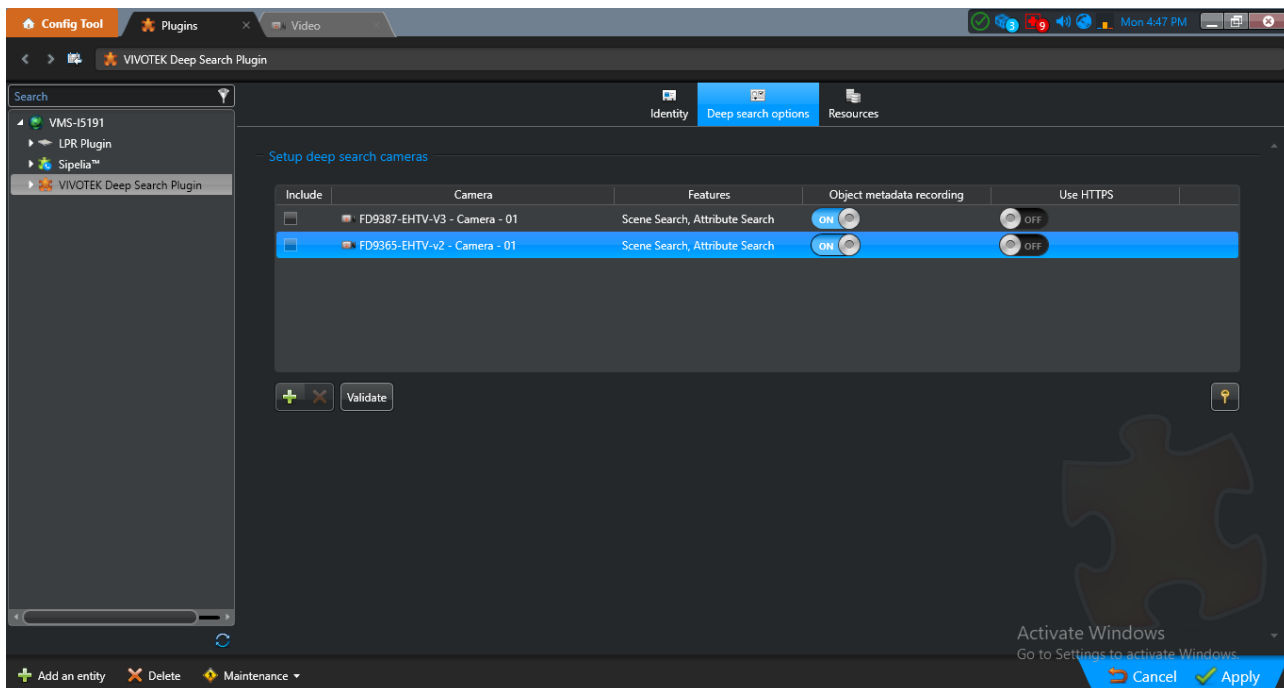 Config Tool
Plugins
Video
3
9
Mon 4:47 PM
VIVOTEK Deep Search Plugin
Search
VMS-I5191
LPR Plugin
Sipelia™
VIVOTEK Deep Search Plugin
Identity
Deep search options
Resources
Setup deep search cameras
Include Camera Features Object metadata recording Use HTTPS
FD9387-EHTV-V3 - Camera - 01 Scene Search, Attribute Search ON OFF
FD9365-EHTV-v2 - Camera - 01 Scene Search, Attribute Search ON OFF
Validate
Activate Windows
Go to Settings to activate Windows.
Add an entity Delete Maintenance Cancel Apply